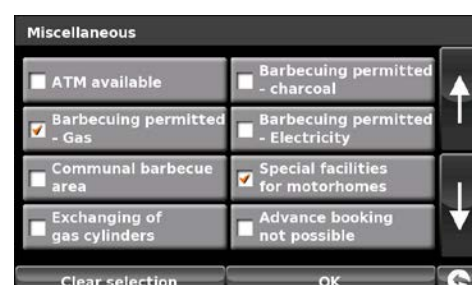 Miscellaneous
ATM available
Barbecuing permitted
- charcoal
Barbecuing permitted
- Gas
Barbecuing permitted
- Electricity
Communal barbecue
area
Special facilities
for motorhomes
Exchanging of
gas cylinders
Advance booking
not possible
Clear selection
OK